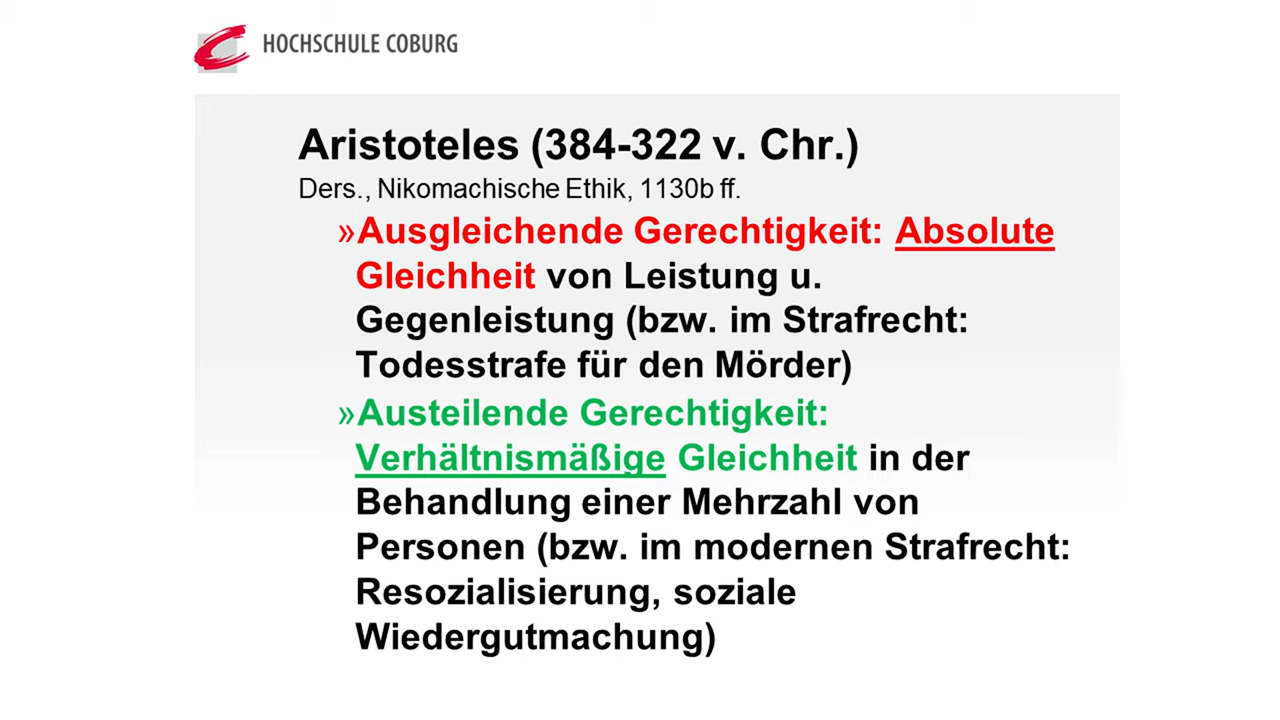 HOCHSCHULE COBURG
Aristoteles (384-322 v. Chr.)
Ders., Nikomachische Ethik, 1130b ff.
»Ausgleichende Gerechtigkeit: Absolute
Gleichheit von Leistung u.
Gegenleistung (bzw. im Strafrecht:
Todesstrafe für den Mörder)
»Austeilende Gerechtigkeit:
Verhältnismäßige Gleichheit in der
Behandlung einer Mehrzahl von
Personen (bzw. im modernen Strafrecht:
Resozialisierung, soziale
Wiedergutmachung)